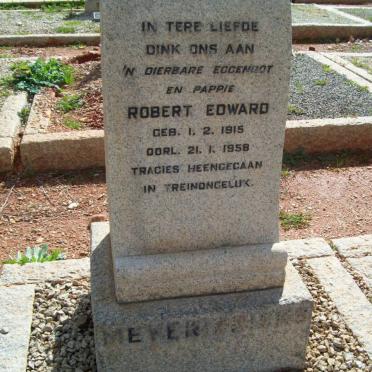 IN TERE LIEFDE
DINK ONS AAN
'N DIERBARE EGGENOOT
EN PAPPIE
ROBERT EDWARD
GEB. 1. 2. 1915
OORL. 21. 1. 1958
TRAGIES HEENGEGAAN
IN TREINONGELUK.
MEYER